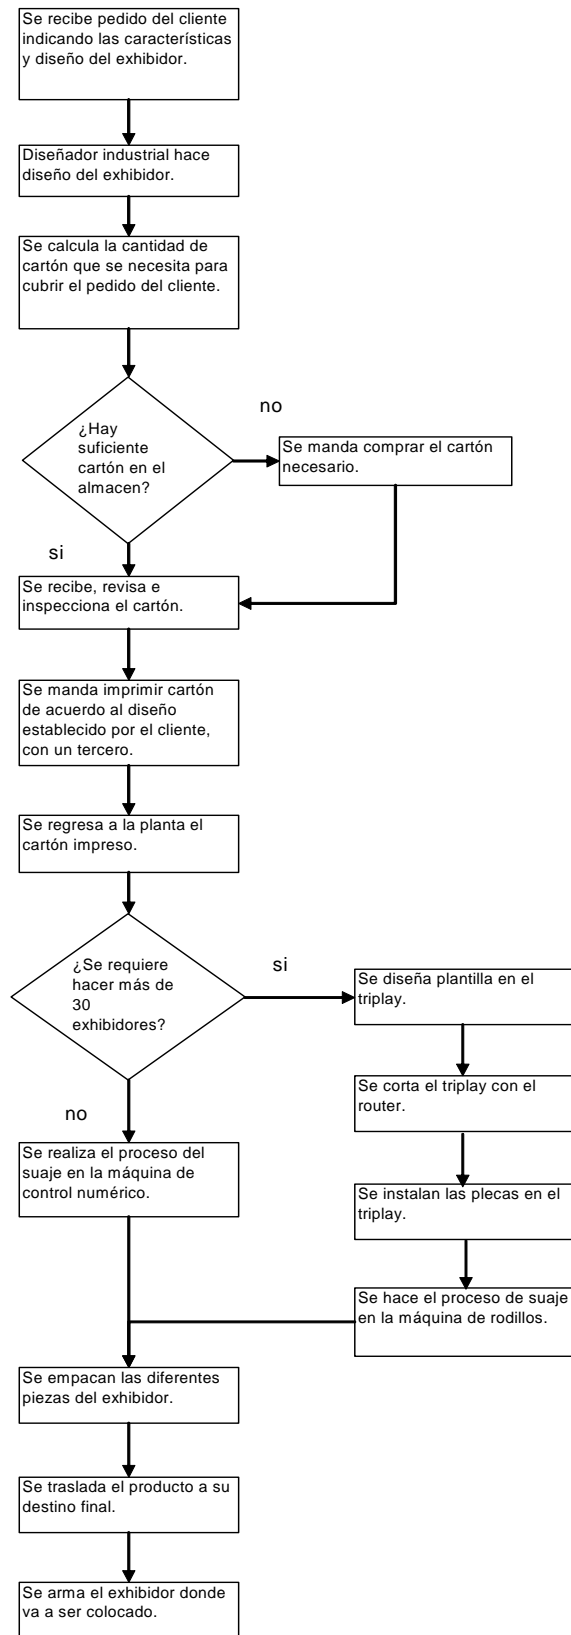 Se recibe pedido del cliente
indicando las características
y diseño del exhibidor.
Diseñador industrial hace
diseño del exhibidor.
Se calcula la cantidad de
cartón que se necesita para
cubrir el pedido del cliente.
¿Hay
suficiente
cartón en el
almacen?
no
Se manda comprar el cartón
necesario.
si
Se recibe, revisa e
inspecciona el cartón.
Se manda imprimir cartón
de acuerdo al diseño
establecido por el cliente,
con un tercero.
Se regresa a la planta el
cartón impreso.
¿Se requiere
hacer más de
30
exhibidores?
si
Se diseña plantilla en el
triplay.
Se corta el triplay con el
router.
Se instalan las plecas en el
triplay.
Se hace el proceso de suaje
en la máquina de rodillos.
no
Se realiza el proceso del
suaje en la máquina de
control numérico.
Se empacan las diferentes
piezas del exhibidor.
Se traslada el producto a su
destino final.
Se arma el exhibidor donde
va a ser colocado.